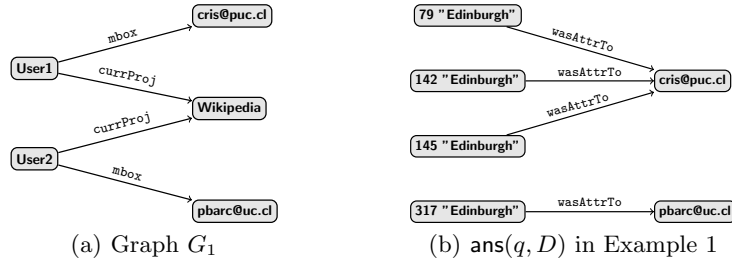 cris@puc.cl
mbox
User1
currProj
Wikipedia
currProj
User2
mbox
pbarc@uc.cl
(a) Graph G₁
79 "Edinburgh"
wasAttrTo
142 "Edinburgh"
wasAttrTo
cris@puc.cl
wasAttrTo
145 "Edinburgh"
317 "Edinburgh"
wasAttrTo
pbarc@uc.cl
(b) ans(q, D) in Example 1